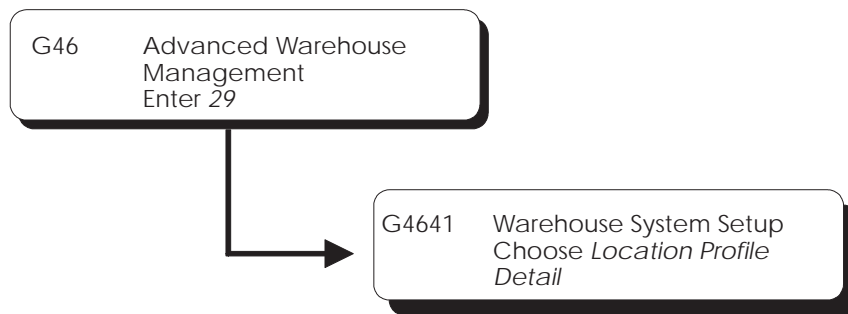 G46 Advanced Warehouse
Management
Enter 29
G4641 Warehouse System Setup
Choose Location Profile
Detail